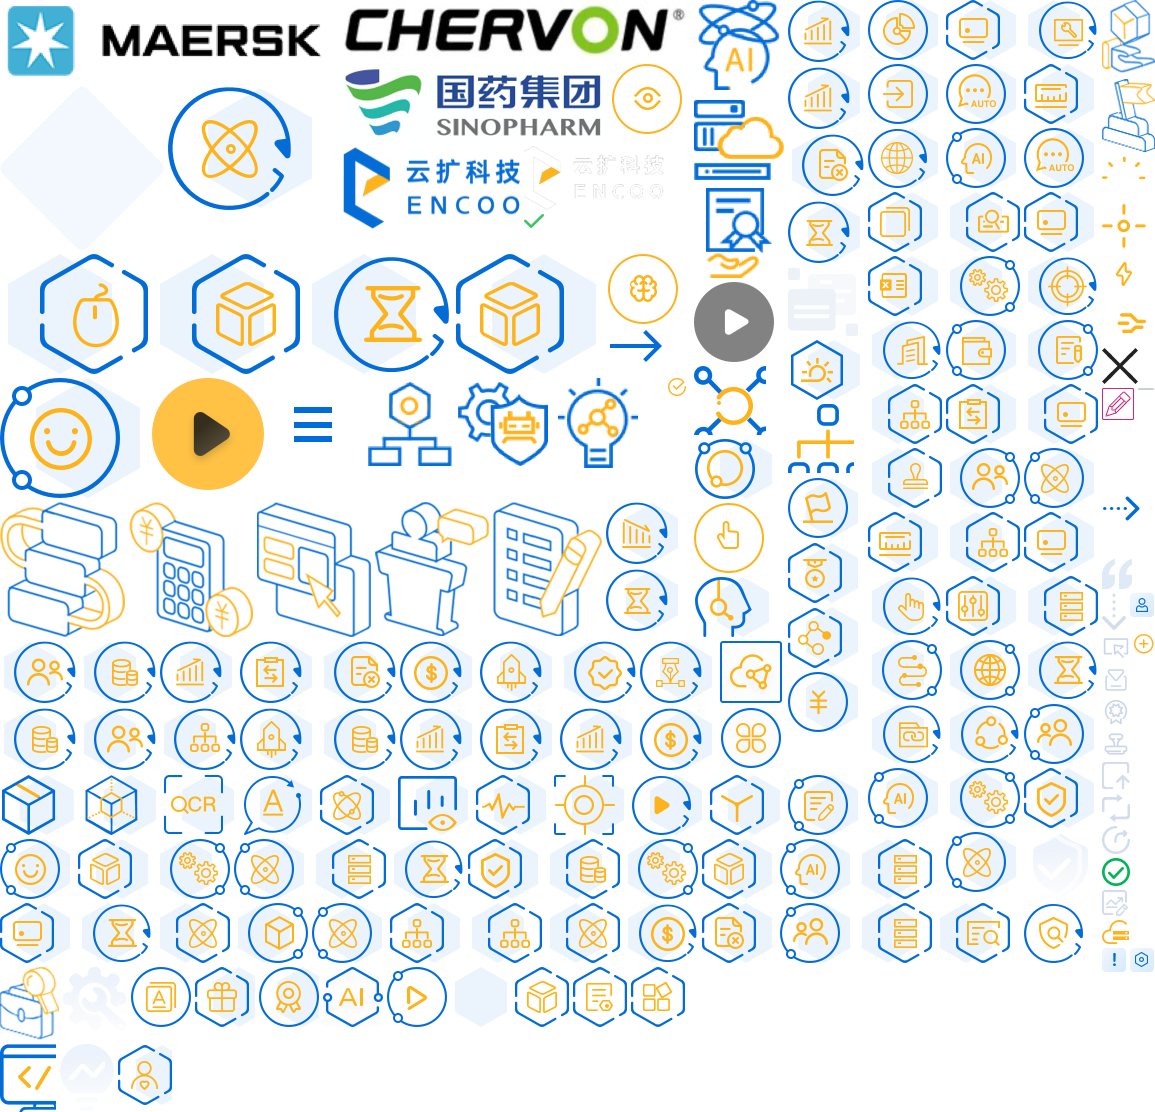 MAERSK
CHERVON®
国药集团
SINOPHARM
云扩科技
ENCOO
云扩科技
ENCOO
AI
AUTO
AI
AUTO
QCR
A
AI
AI
A
AI